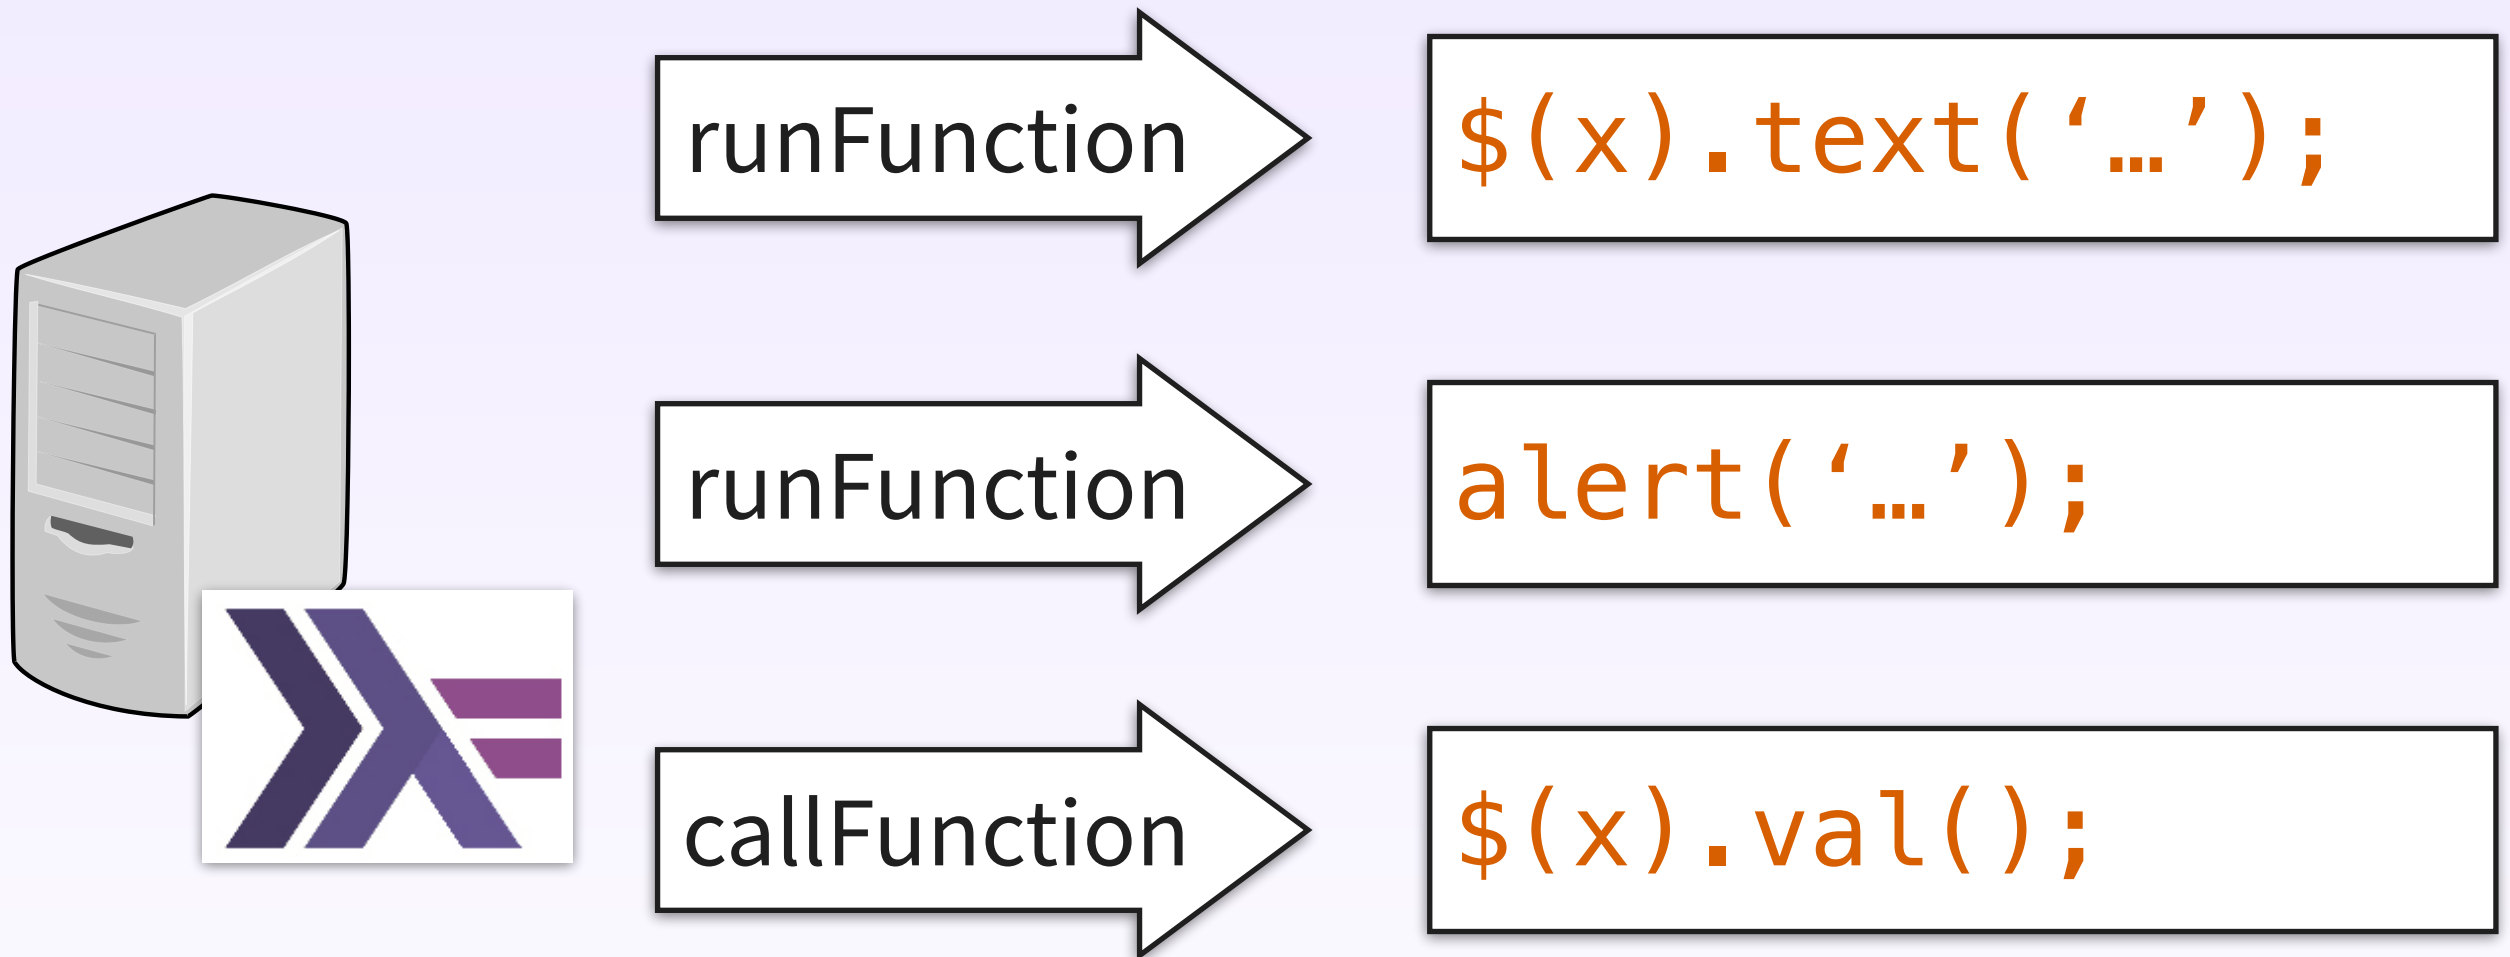 runFunction
$(x).text(‘…’);
runFunction
alert(‘…’);
callFunction
$(x).val();